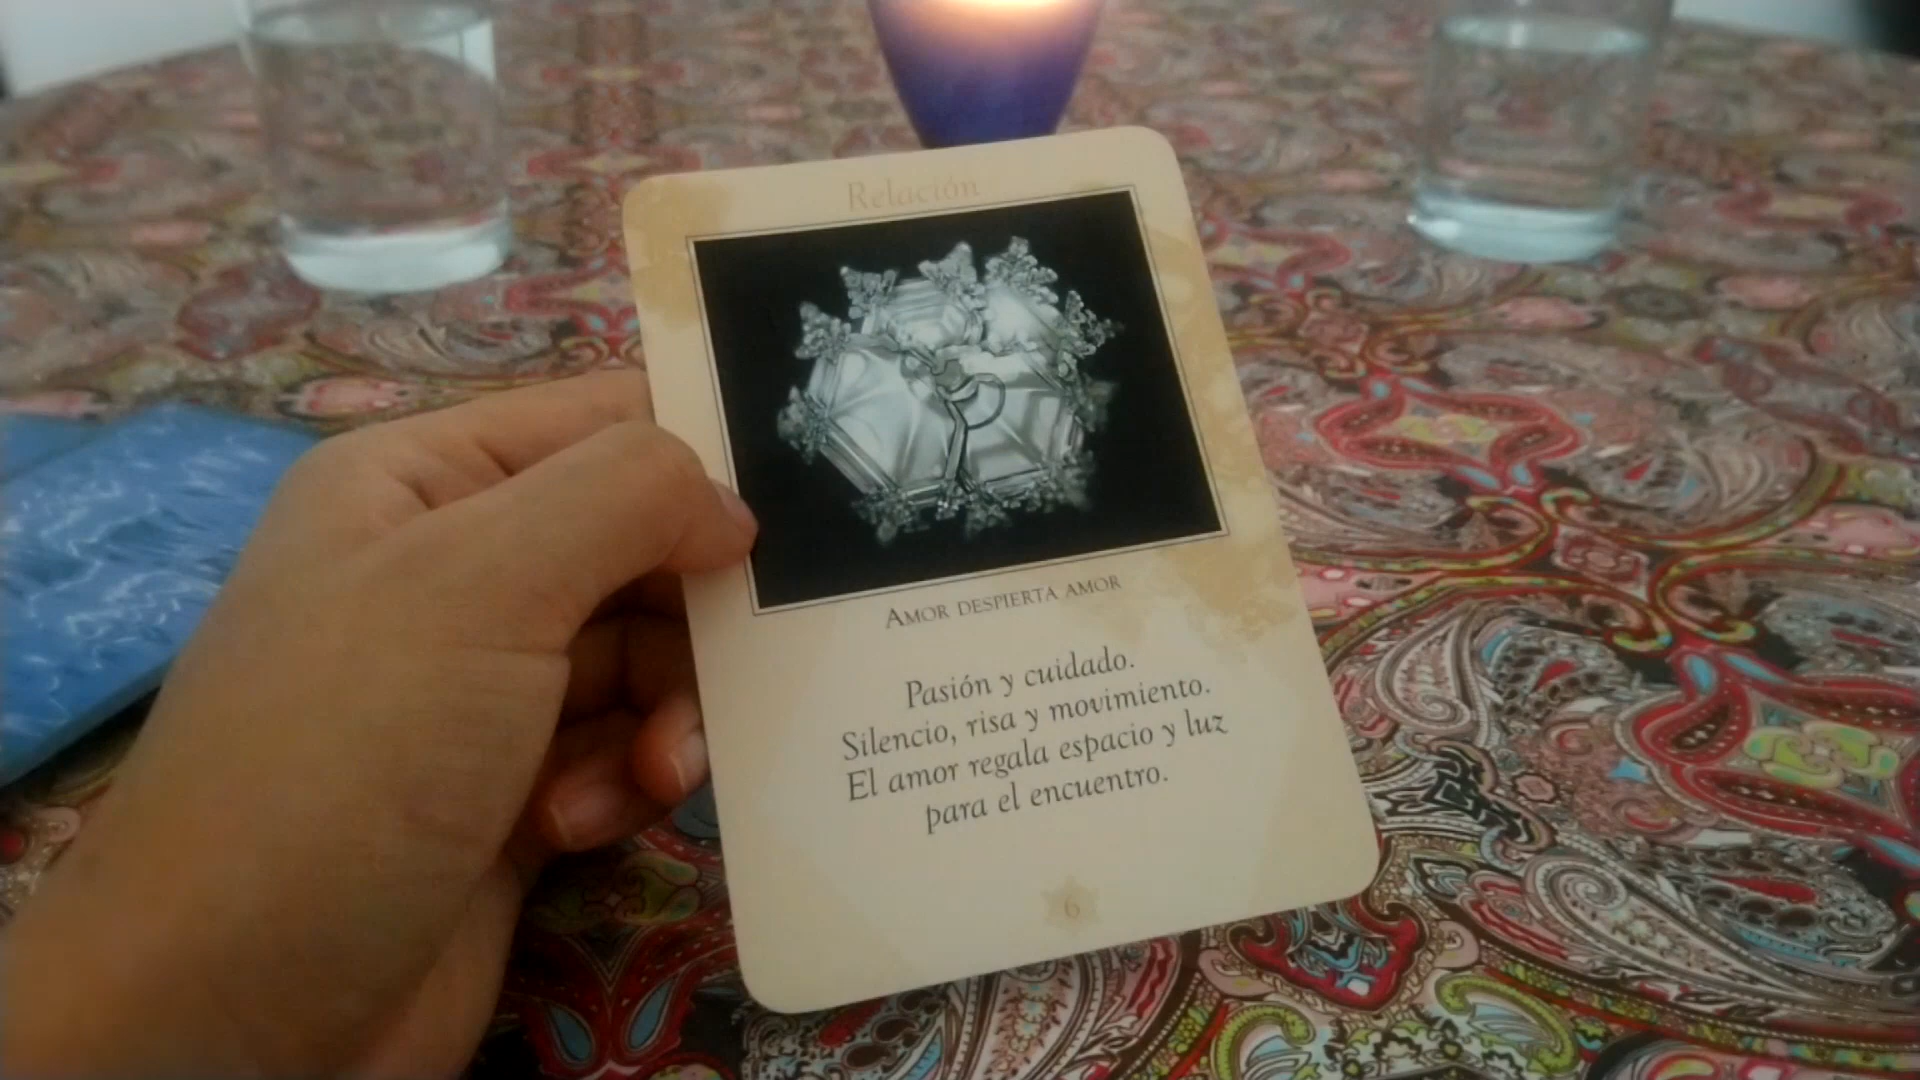 Relación
AMOR DESPIERTA AMOR
Pasión y cuidado.
Silencio, risa y movimiento.
El amor regala espacio y luz
para el encuentro.
6